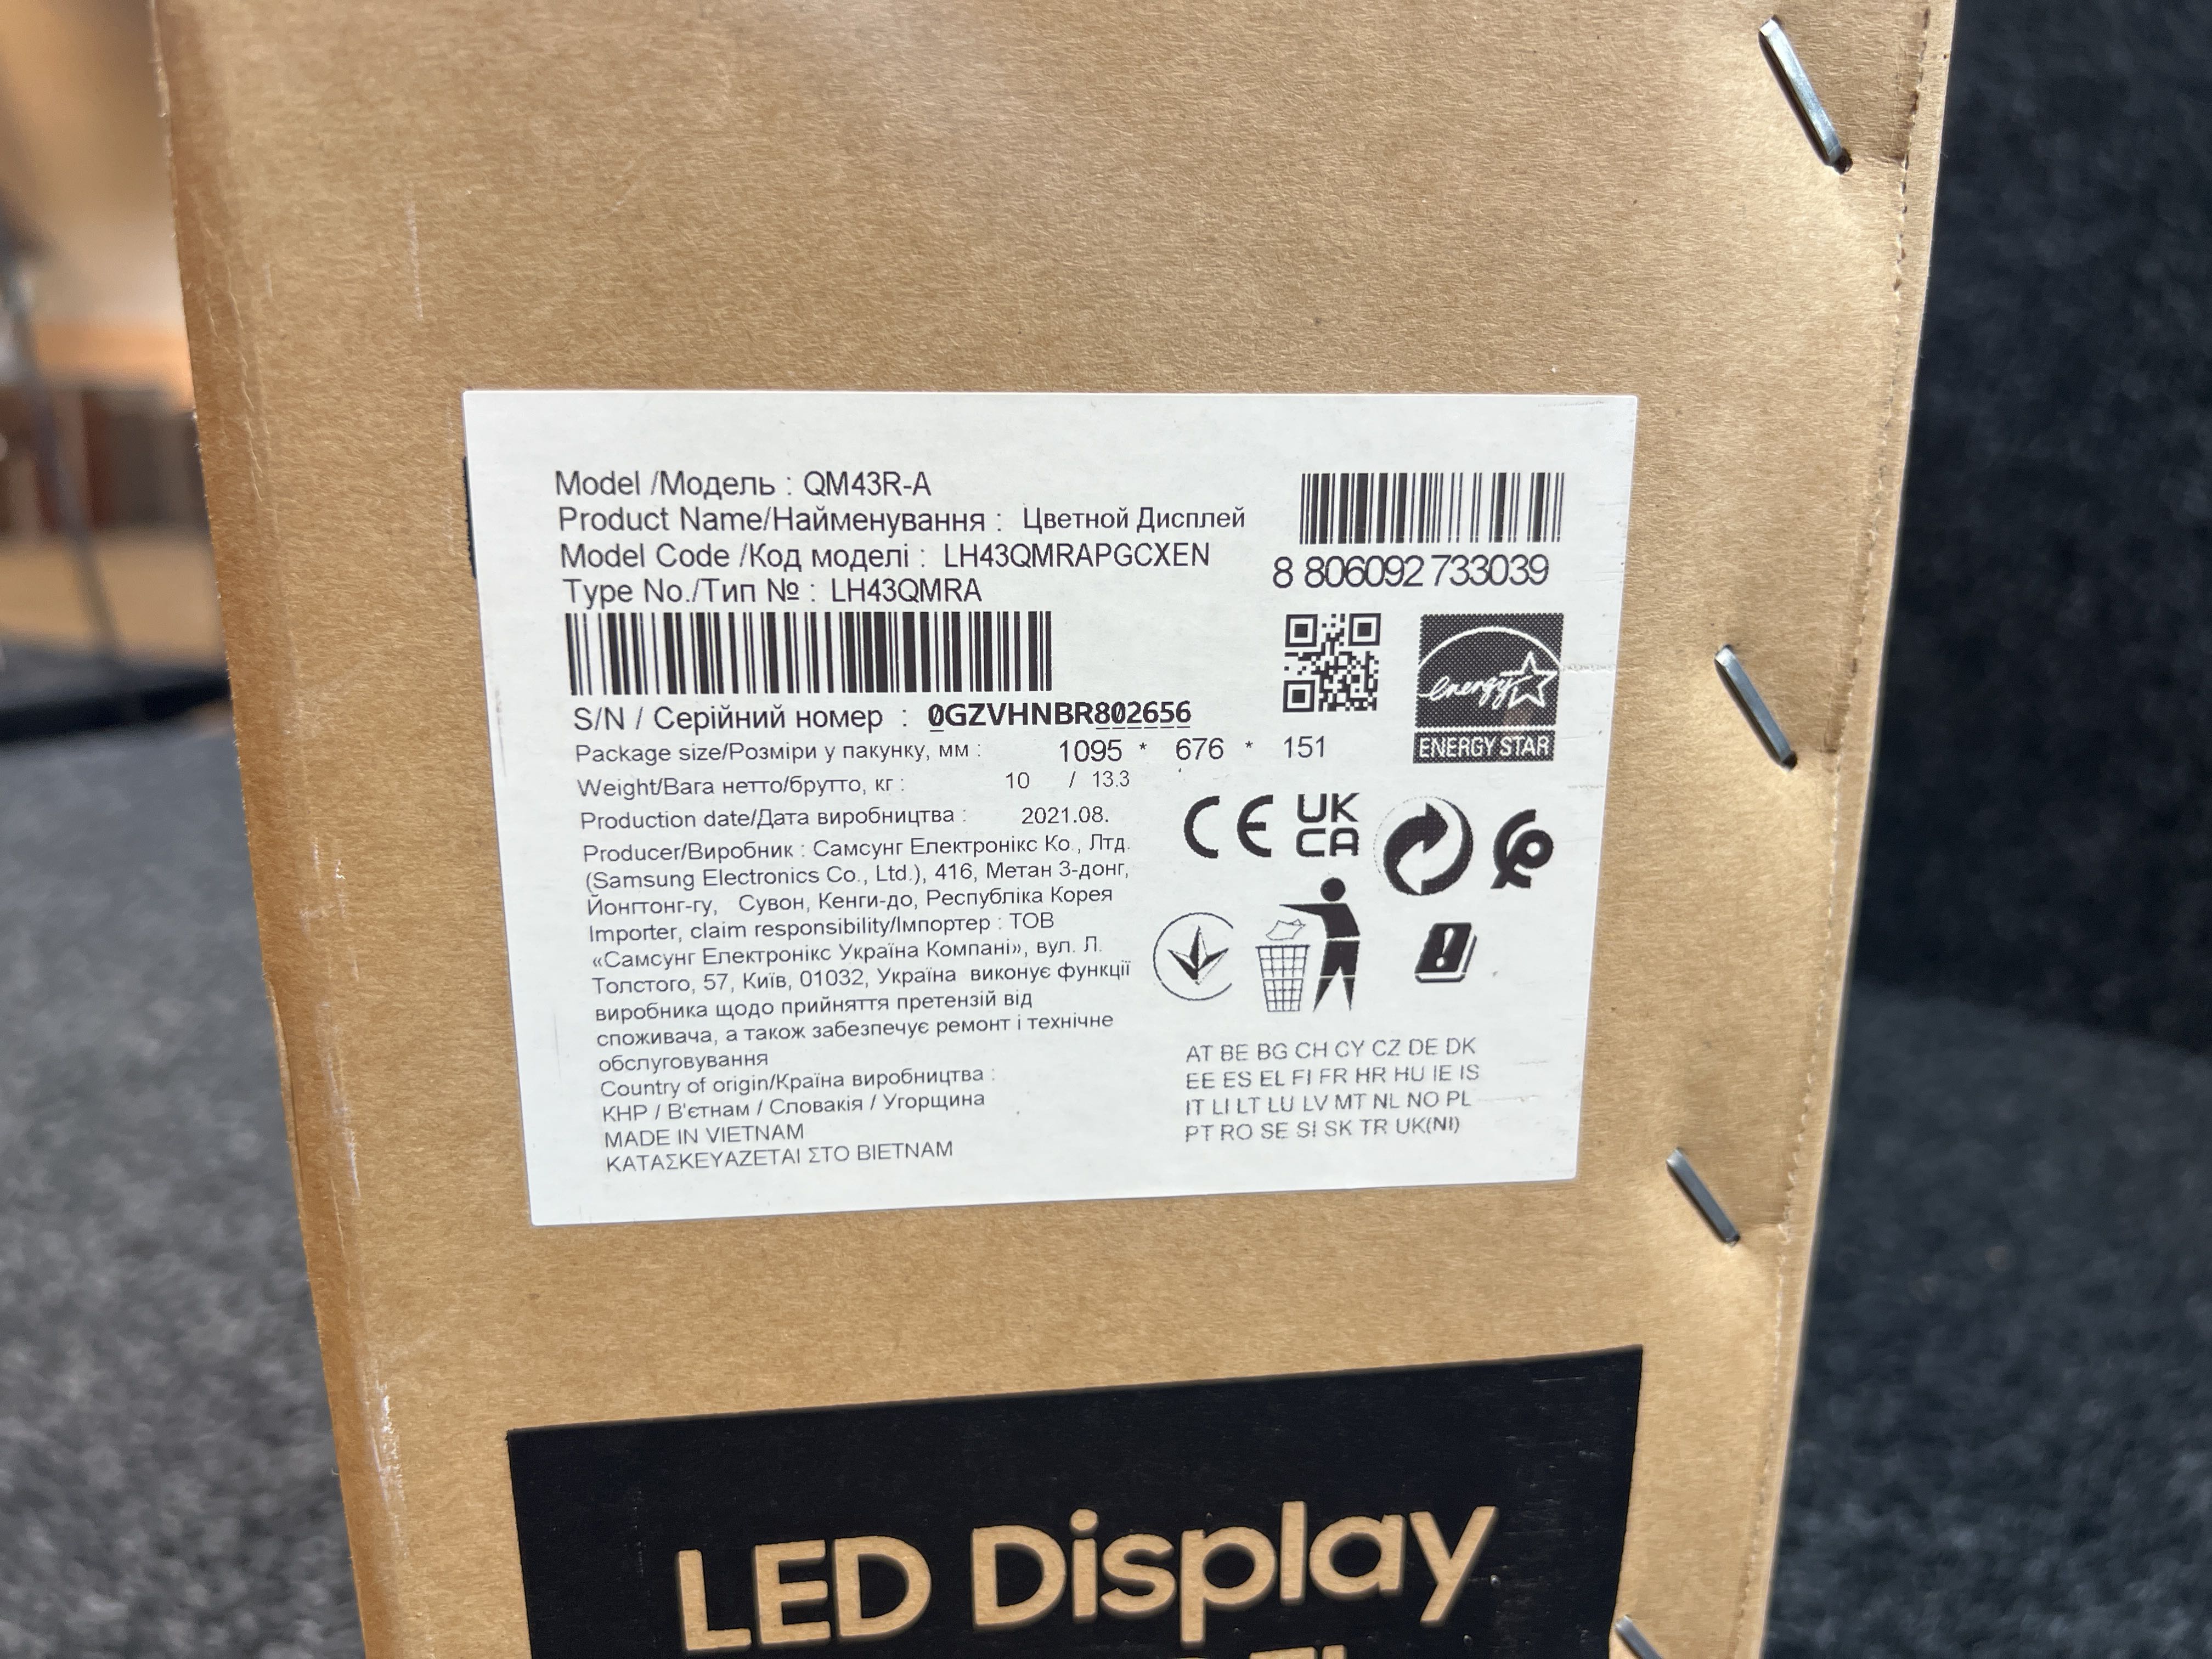 Model /Модель : QM43R-A
Product Name/Найменування : Цветной Дисплей
Model Code /Код моделі : LH43QMRAPGCXEN
Type No./Тип № : LH43QMRA
8 806092 733039
S/N / Серійний номер : 0GZVHNBR802656
Package size/Розміри у пакунку, мм : 1095 * 676 * 151
Weight/Вага нетто/брутто, кг : 10 / 13.3
Production date/Дата виробництва : 2021.08.
Producer/Виробник : Самсунг Електронікс Ко., Лтд.
(Samsung Electronics Co., Ltd.), 416, Метан 3-донг,
Йонгтонг-гу, Сувон, Кенги-до, Республіка Корея
Importer, claim responsibility/Імпортер : ТОВ
«Самсунг Електронікс Україна Компані», вул. Л.
Толстого, 57, Київ, 01032, Україна виконує функції
виробника щодо прийняття претензій від
споживача, а також забезпечує ремонт і технічне
обслуговування
Country of origin/Країна виробництва :
КНР / В'єтнам / Словакія / Угорщина
MADE IN VIETNAM
ΚΑΤΑΣΚΕΥΑΖΕΤΑΙ ΣΤΟ ΒΙΕΤΝΑΜ
energy
ENERGY STAR
CE
UK
CA
AT BE BG CH CY CZ DE DK
EE ES EL FI FR HR HU IE IS
IT LI LT LU LV MT NL NO PL
PT RO SE SI SK TR UK(NI)
LED Display